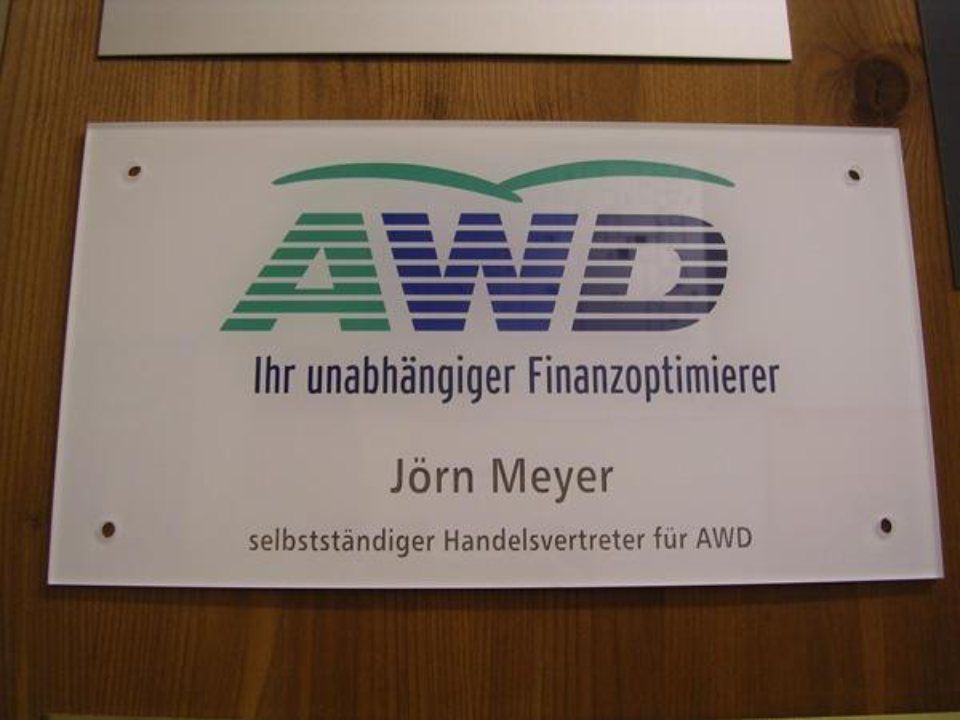 AWD
Ihr unabhängiger Finanzoptimierer
Jörn Meyer
selbstständiger Handelsvertreter für AWD